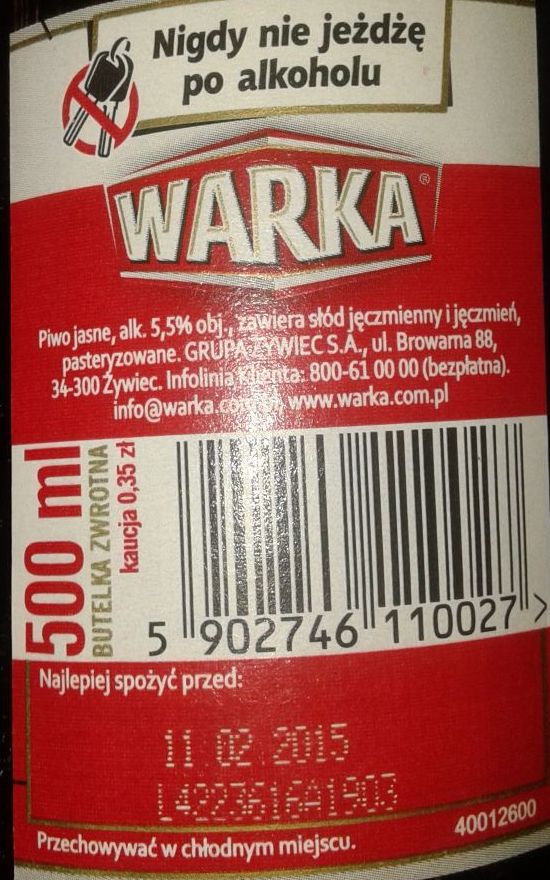 Nigdy nie jeżdżę
po alkoholu
WARKA®
Piwo jasne, alk. 5,5% obj., zawiera słód jęczmienny i jęczmień,
pasteryzowane. GRUPA ŻYWIEC S.A., ul. Browarna 88,
34-300 Żywiec. Infolinia Klienta: 800-61 00 00 (bezpłatna).
info@warka.com.pl www.warka.com.pl
500 ml
BUTELKA ZWROTNA
kaucja 0,35 zł
5 902746 110027 >
Najlepiej spożyć przed:
11 02 2015
L4223616A1903
40012600
Przechowywać w chłodnym miejscu.